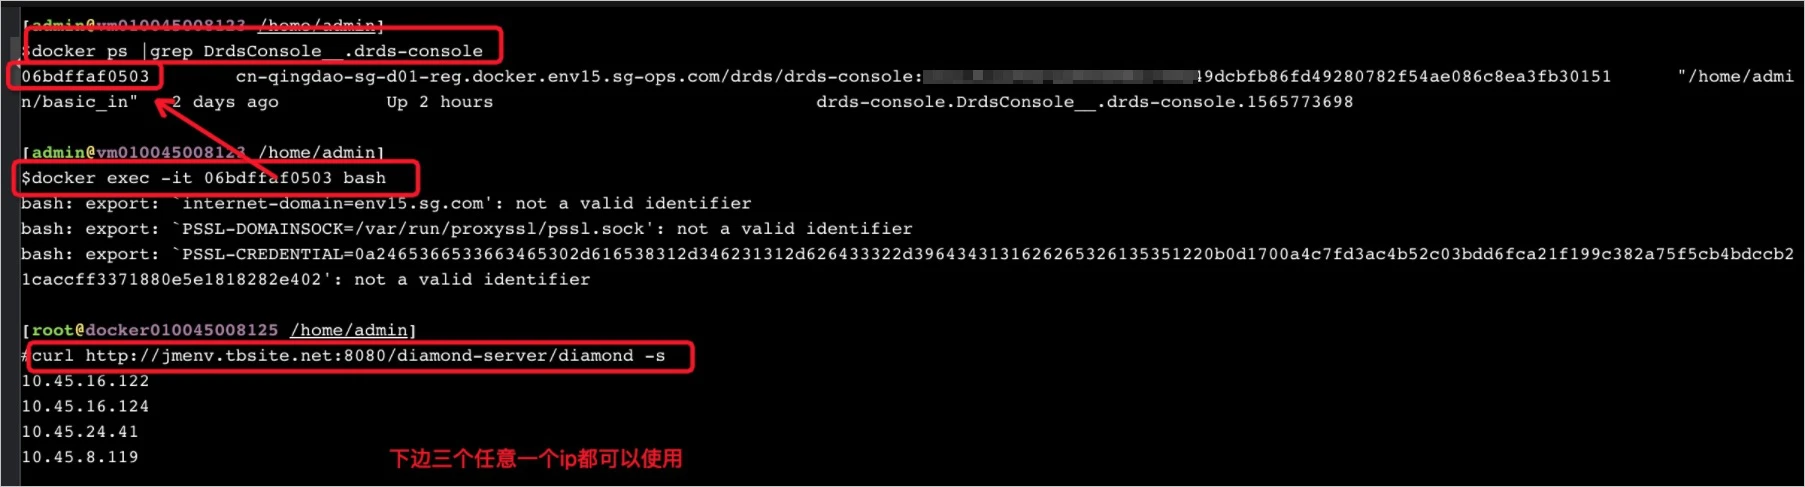 [admin@vm010045008123 /home/admin]
$docker ps |grep DrdsConsole__.drds-console
06bdffaf0503        cn-qingdao-sg-d01-reg.docker.env15.sg-ops.com/drds/drds-console: 49dcbfb86fd49280782f54ae086c8ea3fb30151      "/home/admi
n/basic_in"   2 days ago          Up 2 hours                              drds-console.DrdsConsole__.drds-console.1565773698
[admin@vm010045008123 /home/admin]
$docker exec -it 06bdffaf0503 bash
bash: export: `internet-domain=env15.sg.com': not a valid identifier
bash: export: `PSSL-DOMAINSOCK=/var/run/proxyssl/pssl.sock': not a valid identifier
bash: export: `PSSL-CREDENTIAL=0a24653665336634653​02d616538312d346231312d626433322d396434313162626532613535122​0b0d1700a4c7fd3ac4b52c03bdd6fca21f199c382a75f5cb4bdccb2
1caccff3371880e5e1818282e402': not a valid identifier
[root@docker010045008125 /home/admin]
#curl http://jmenv.tbsite.net:8080/diamond-server/diamond -s
10.45.16.122
10.45.16.124
10.45.24.41
10.45.8.119
下边三个任意一个ip都可以使用